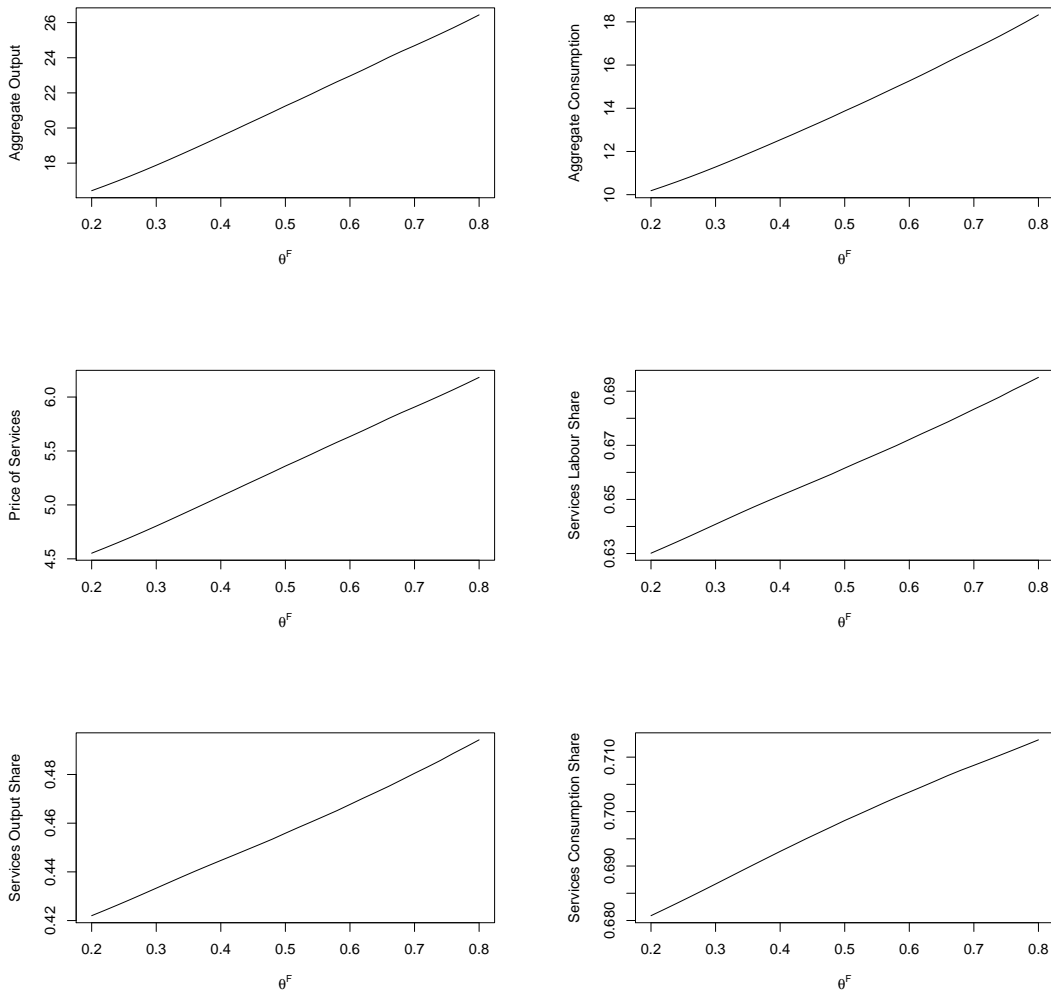 Aggregate Output
18 20 22 24 26
0.2 0.3 0.4 0.5 0.6 0.7 0.8
θF
Aggregate Consumption
10 12 14 16 18
0.2 0.3 0.4 0.5 0.6 0.7 0.8
θF
Price of Services
4.5 5.0 5.5 6.0
0.2 0.3 0.4 0.5 0.6 0.7 0.8
θF
Services Labour Share
0.63 0.65 0.67 0.69
0.2 0.3 0.4 0.5 0.6 0.7 0.8
θF
Services Output Share
0.42 0.44 0.46 0.48
0.2 0.3 0.4 0.5 0.6 0.7 0.8
θF
Services Consumption Share
0.680 0.690 0.700 0.710
0.2 0.3 0.4 0.5 0.6 0.7 0.8
θF